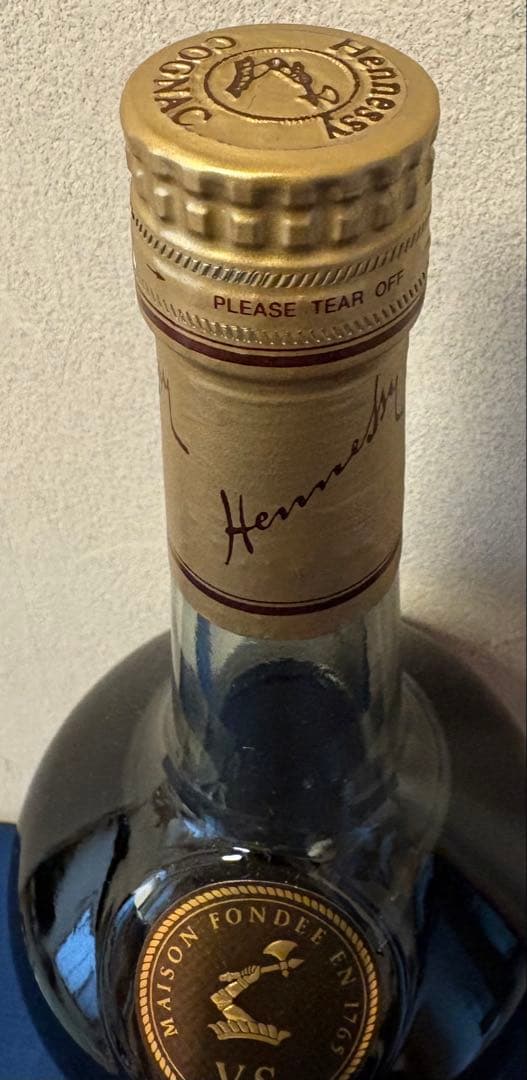 Hennessy
COGNAC
PLEASE TEAR OFF
Hennessy
MAISON FONDEE EN 1765
V.S